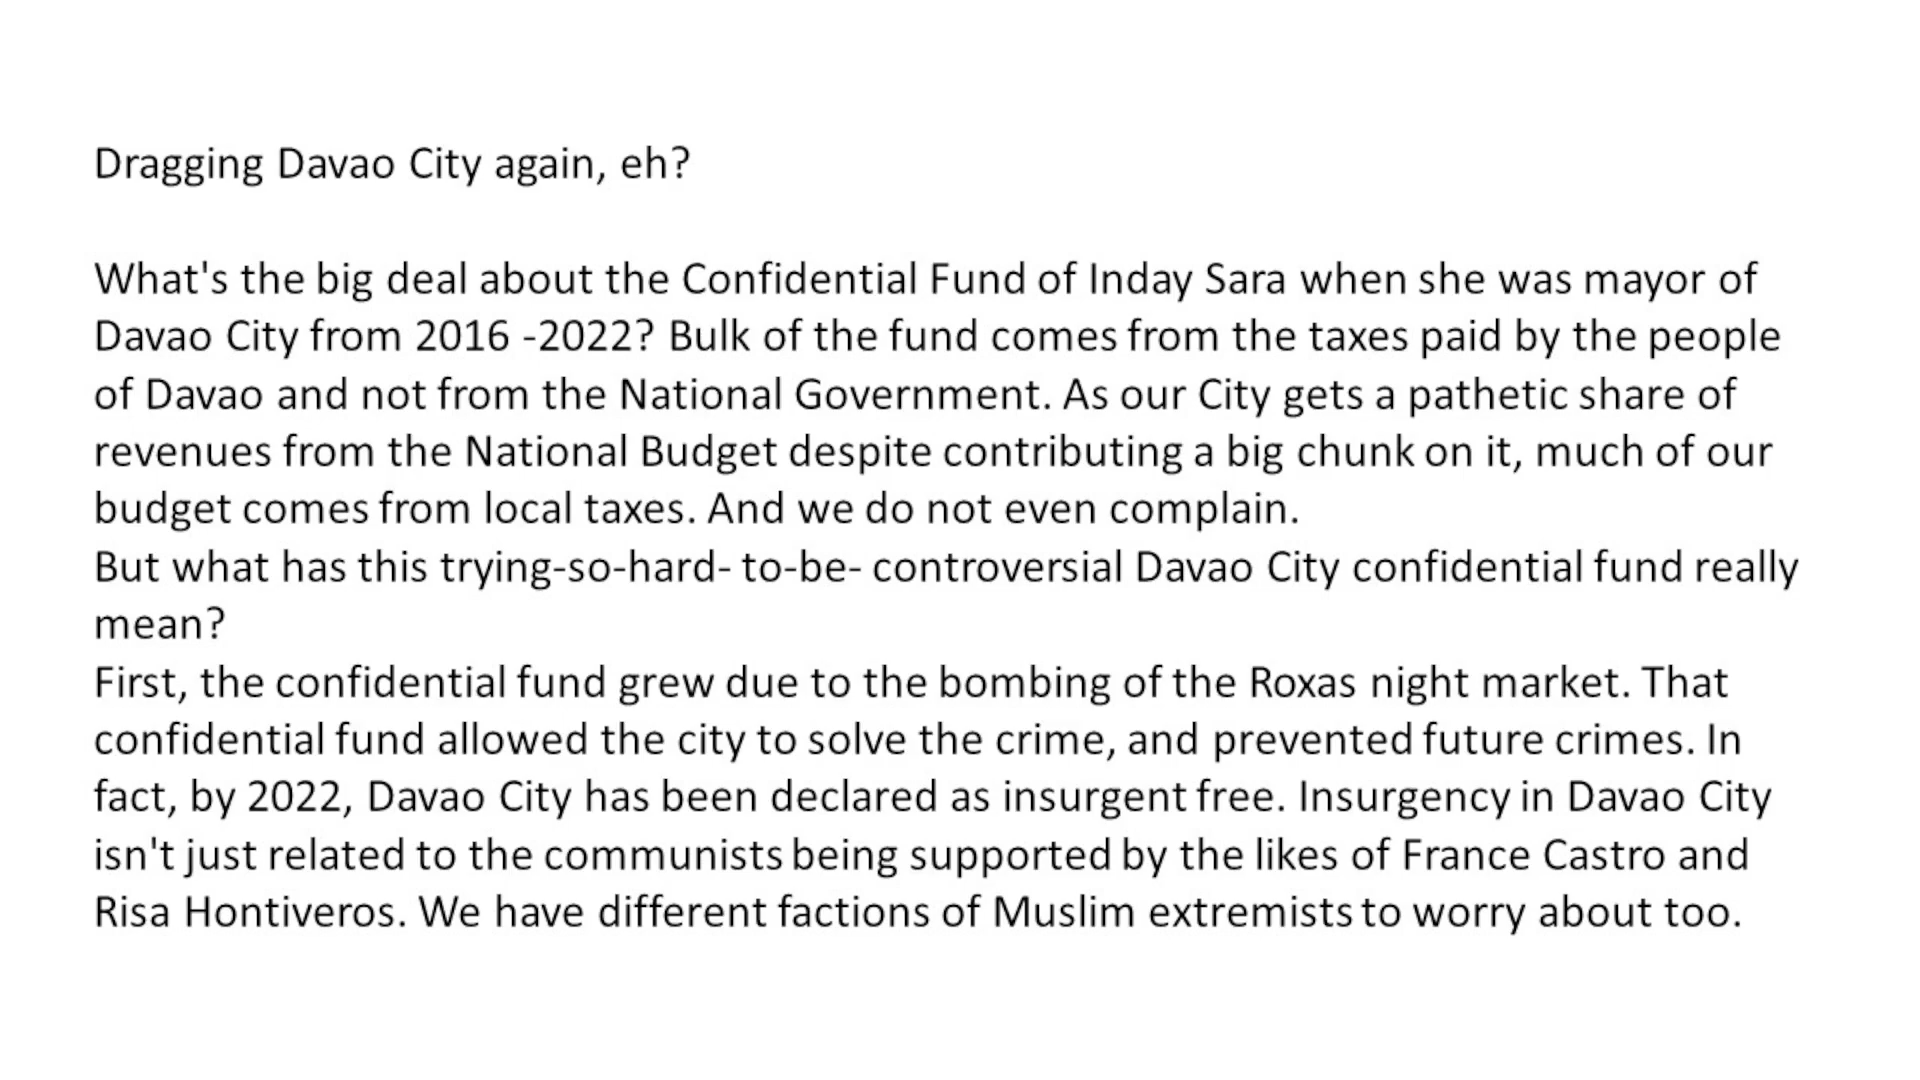 Dragging Davao City again, eh?
What's the big deal about the Confidential Fund of Inday Sara when she was mayor of
Davao City from 2016 -2022? Bulk of the fund comes from the taxes paid by the people
of Davao and not from the National Government. As our City gets a pathetic share of
revenues from the National Budget despite contributing a big chunk on it, much of our
budget comes from local taxes. And we do not even complain.
But what has this trying-so-hard- to-be- controversial Davao City confidential fund really
mean?
First, the confidential fund grew due to the bombing of the Roxas night market. That
confidential fund allowed the city to solve the crime, and prevented future crimes. In
fact, by 2022, Davao City has been declared as insurgent free. Insurgency in Davao City
isn't just related to the communists being supported by the likes of France Castro and
Risa Hontiveros. We have different factions of Muslim extremists to worry about too.